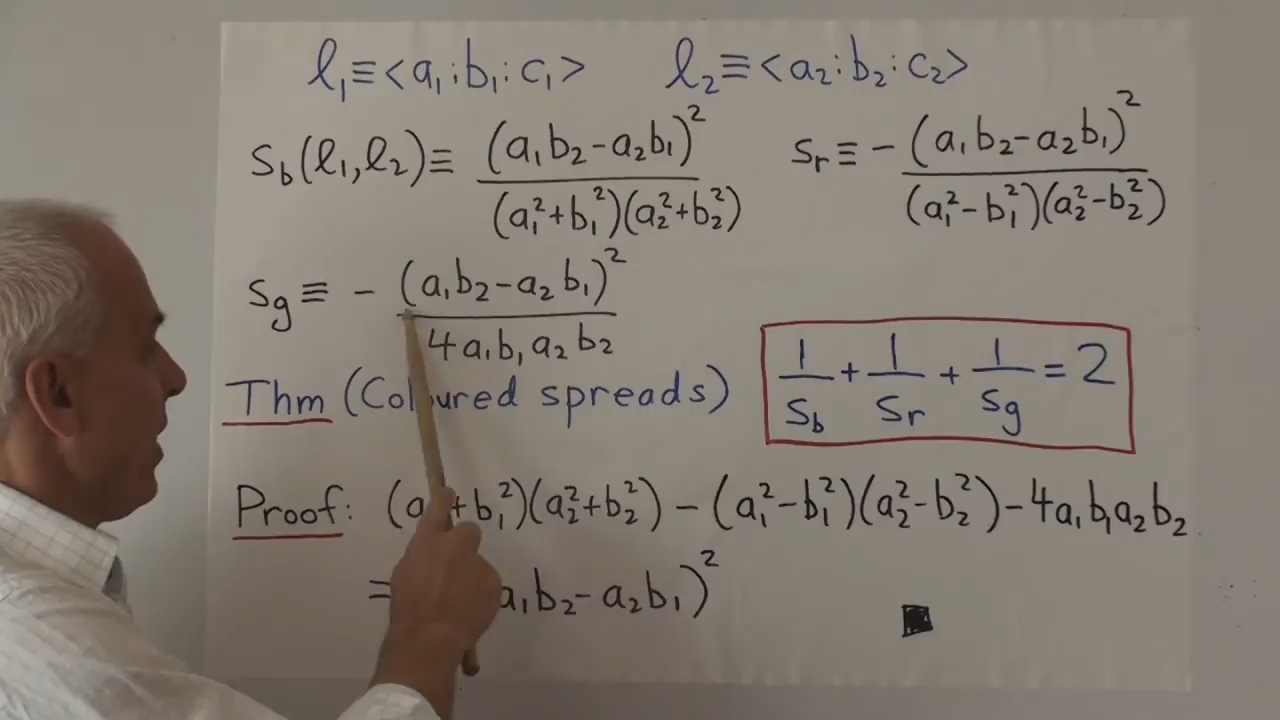 ℓ₁≡<a₁:b₁:c₁> ℓ₂≡<a₂:b₂:c₂>
S_b(ℓ₁,ℓ₂)≡ (a₁b₂-a₂b₁)² / (a₁²+b₁²)(a₂²+b₂²) S_r≡ -(a₁b₂-a₂b₁)² / (a₁²-b₁²)(a₂²-b₂²)
S_g≡ -(a₁b₂-a₂b₁)² / 4a₁b₁a₂b₂
Thm (Coloured spreads) 1/S_b + 1/S_r + 1/S_g = 2
Proof: (a +b₁²)(a₂²+b₂²) - (a₁²-b₁²)(a₂²-b₂²) - 4a₁b₁a₂b₂
= a₁b₂-a₂b₁)²